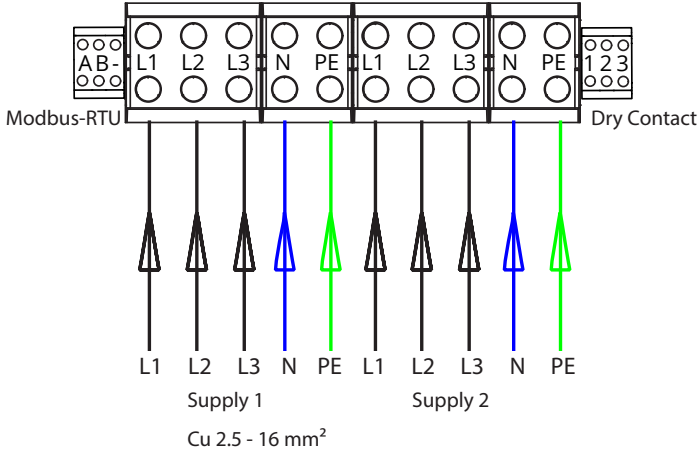 A B - L1 L2 L3 N PE L1 L2 L3 N PE 1 2 3
Modbus-RTU Dry Contact
L1 L2 L3 N PE L1 L2 L3 N PE
Supply 1 Supply 2
Cu 2.5 - 16 mm²